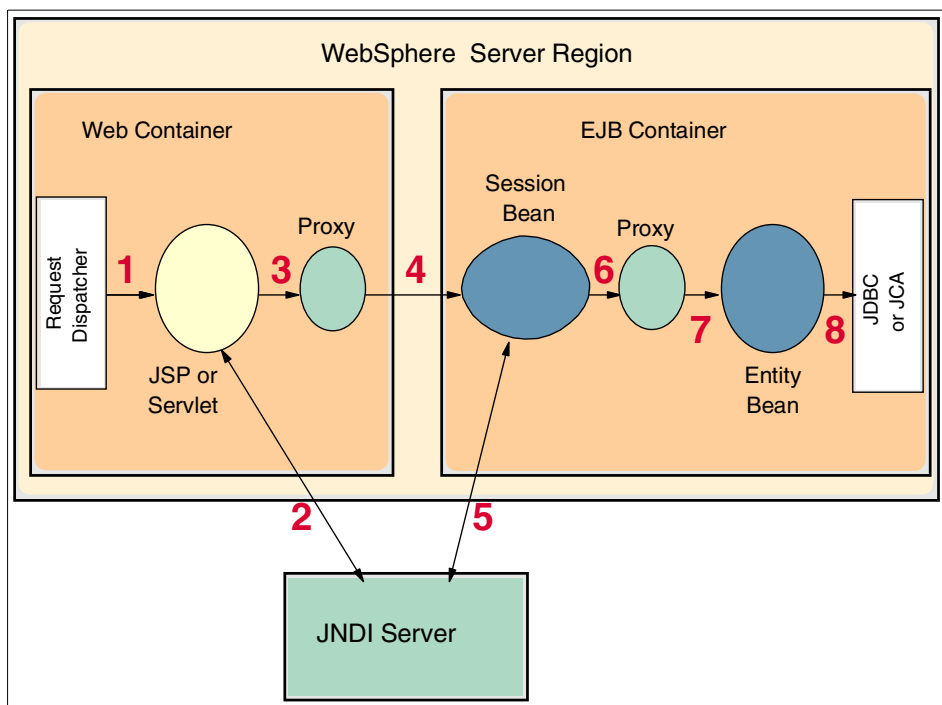 WebSphere Server Region
Web Container
EJB Container
Request
Dispatcher
1
JSP or
Servlet
3
Proxy
4
Session
Bean
6
Proxy
7
Entity
Bean
8
JDBC
or JCA
2
5
JNDI Server